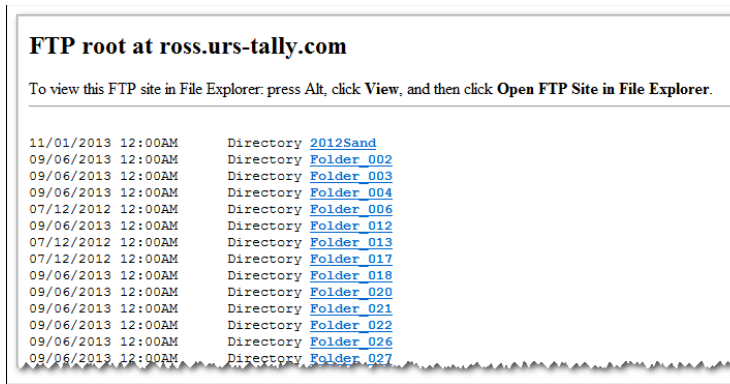 FTP root at ross.urs-tally.com
To view this FTP site in File Explorer: press Alt, click View, and then click Open FTP Site in File Explorer.
11/01/2013 12:00AM Directory 2012Sand
09/06/2013 12:00AM Directory Folder_002
09/06/2013 12:00AM Directory Folder_003
09/06/2013 12:00AM Directory Folder_004
07/12/2012 12:00AM Directory Folder_006
09/06/2013 12:00AM Directory Folder_012
07/12/2012 12:00AM Directory Folder_013
07/12/2012 12:00AM Directory Folder_017
09/06/2013 12:00AM Directory Folder_018
09/06/2013 12:00AM Directory Folder_020
09/06/2013 12:00AM Directory Folder_021
09/06/2013 12:00AM Directory Folder_022
09/06/2013 12:00AM Directory Folder_026
09/06/2013 12:00AM Directory Folder_027